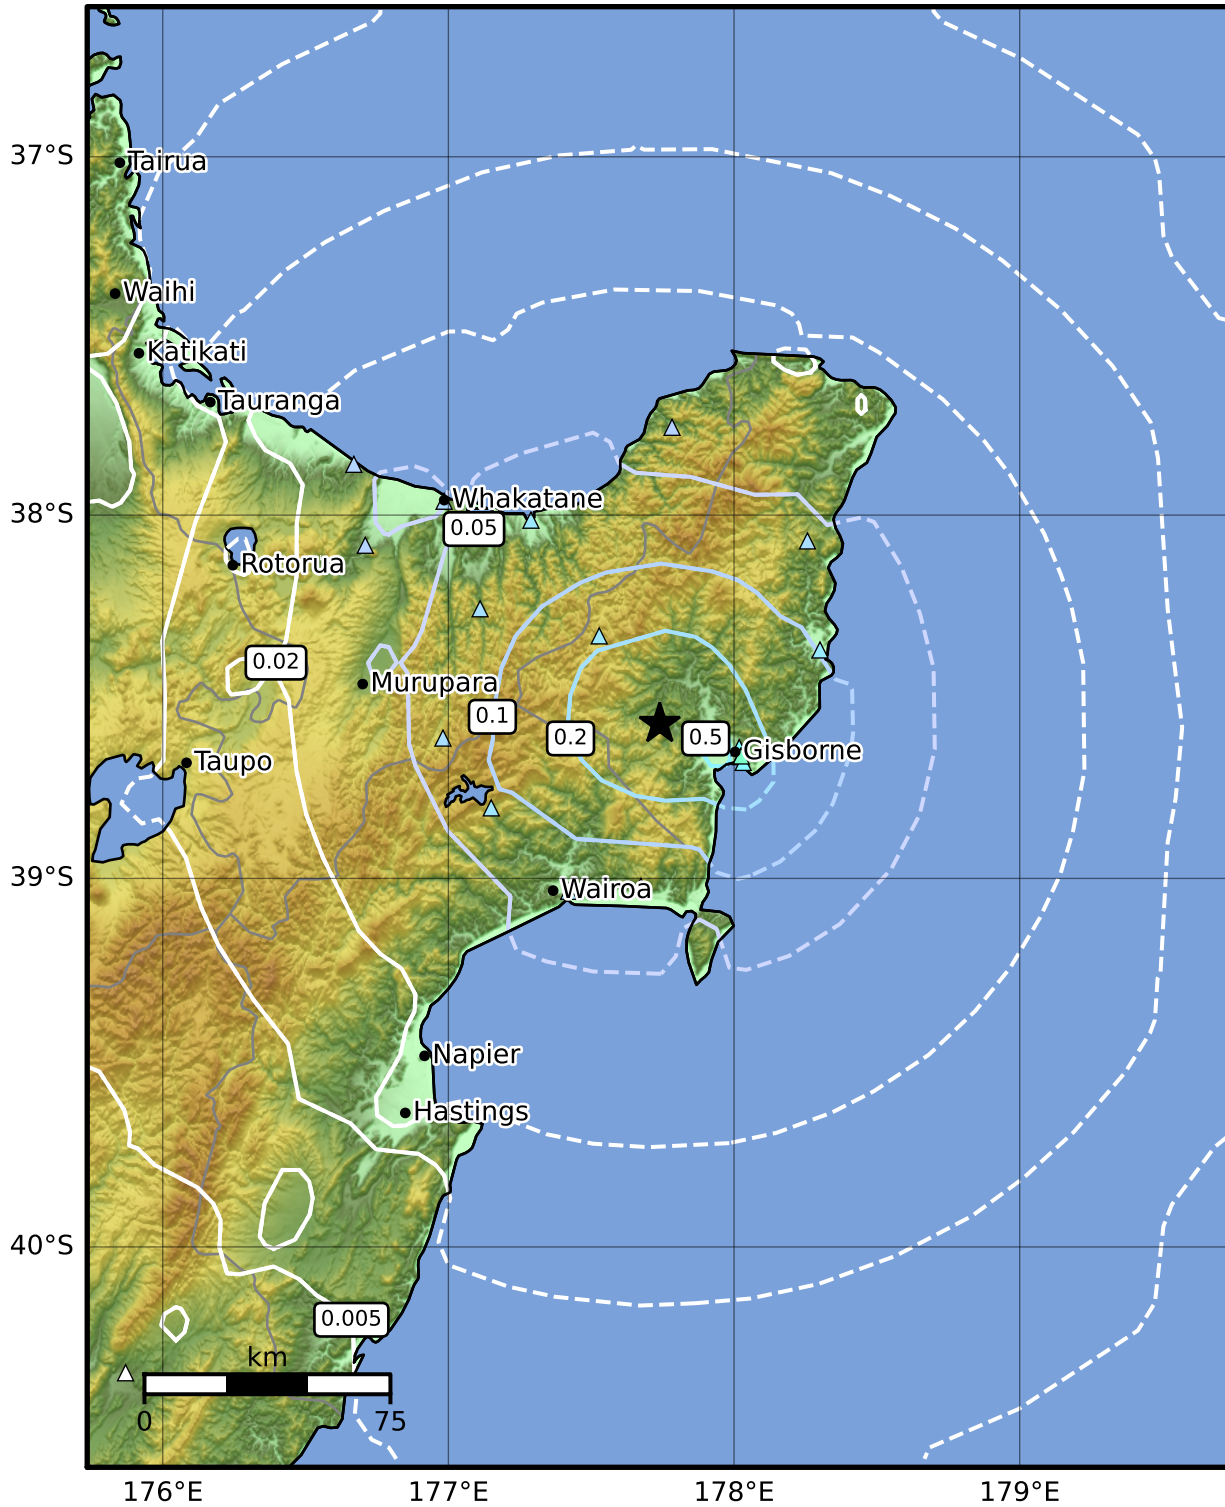 37°S
Tairua
Waihi
Katikati
Tauranga
Whakatane
38°S
0.05
Rotorua
0.02
Murupara
0.1
0.2
0.5
Gisborne
Taupo
39°S
Wairoa
Napier
Hastings
40°S
0.005
km
0
75
176°E
177°E
178°E
179°E